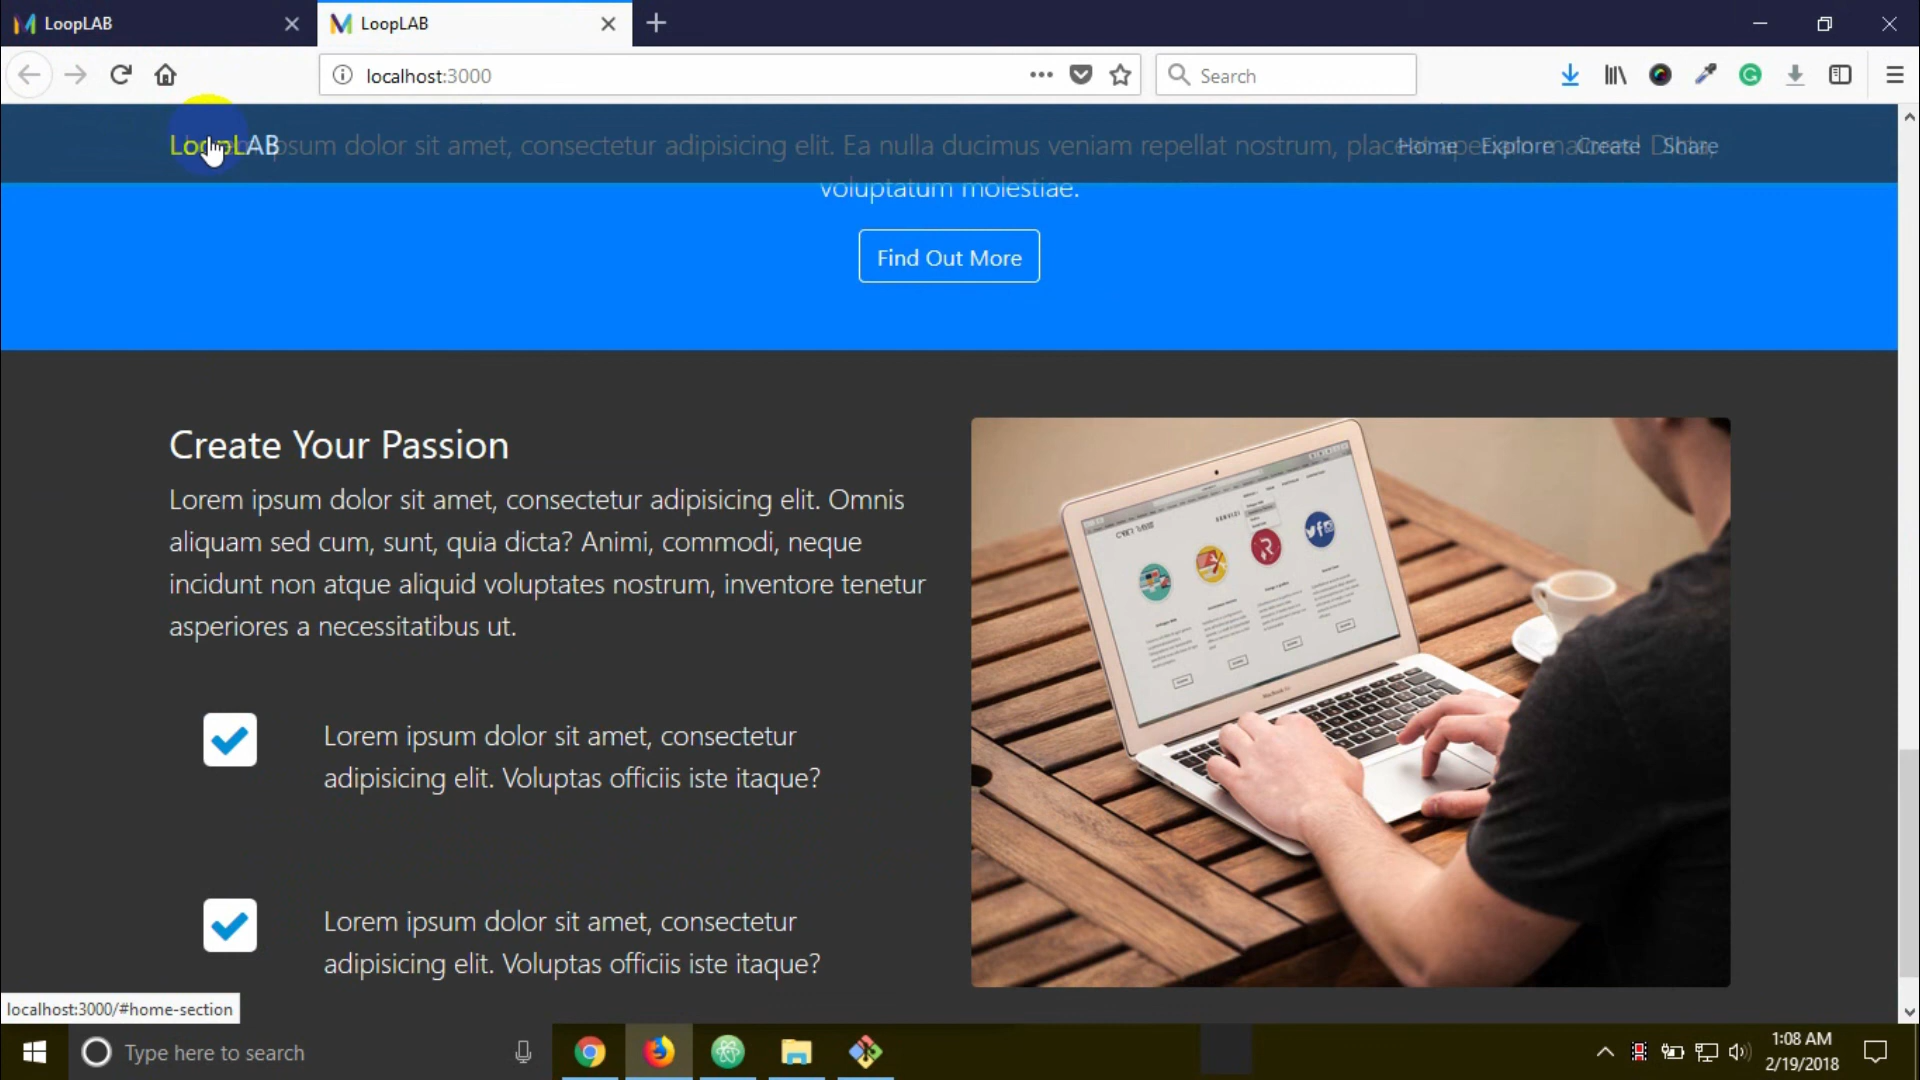 LoopLAB
LoopLAB
localhost:3000
Search
LoopLAB
ipsum dolor sit amet, consectetur adipisicing elit. Ea nulla ducimus veniam repellat nostrum,
Home Explore Create Share
voluptatum molestiae.
Find Out More
Create Your Passion
Lorem ipsum dolor sit amet, consectetur adipisicing elit. Omnis
aliquam sed cum, sunt, quia dicta? Animi, commodi, neque
incidunt non atque aliquid voluptates nostrum, inventore tenetur
asperiores a necessitatibus ut.
Lorem ipsum dolor sit amet, consectetur
adipisicing elit. Voluptas officiis iste itaque?
Lorem ipsum dolor sit amet, consectetur
adipisicing elit. Voluptas officiis iste itaque?
SERVIZI
localhost:3000/#home-section
Type here to search
1:08 AM
2/19/2018